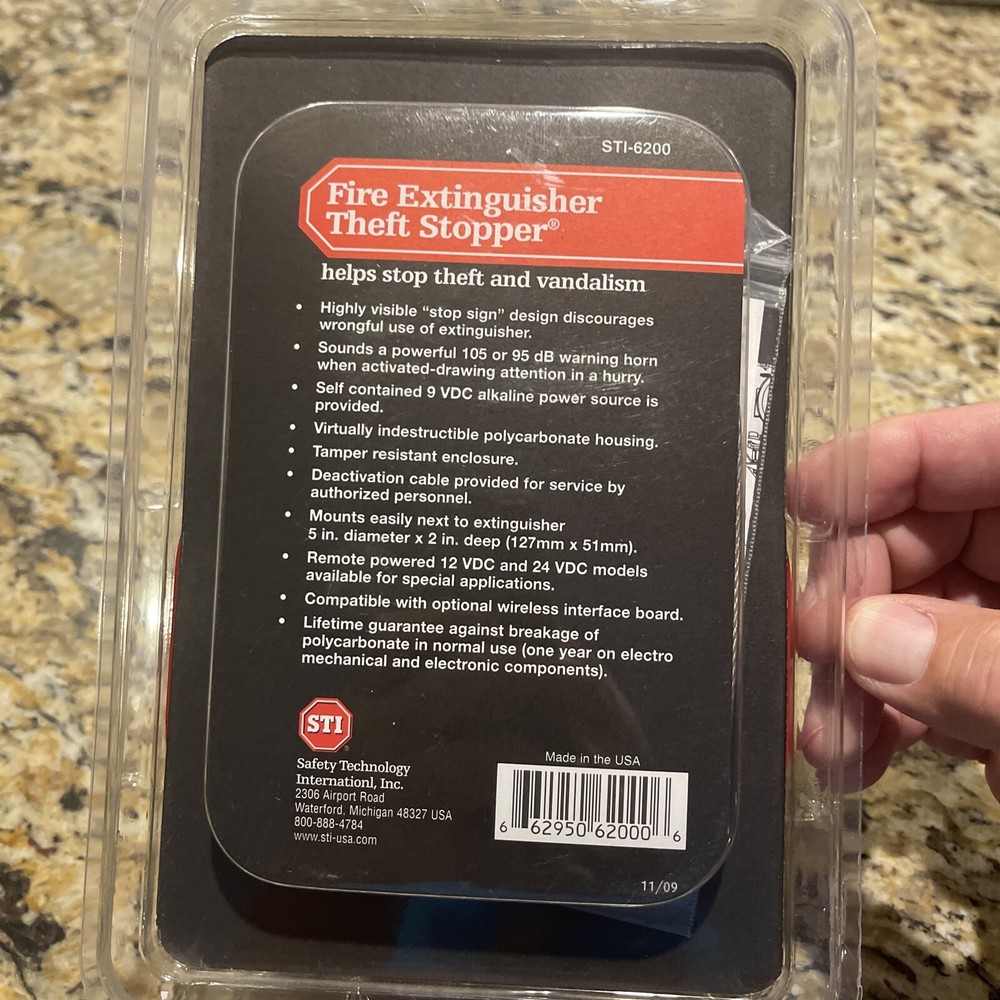 STI-6200
Fire Extinguisher
Theft Stopper®
helps stop theft and vandalism
• Highly visible “stop sign” design discourages
wrongful use of extinguisher.
• Sounds a powerful 105 or 95 dB warning horn
when activated-drawing attention in a hurry.
• Self contained 9 VDC alkaline power source is
provided.
• Virtually indestructible polycarbonate housing.
• Tamper resistant enclosure.
• Deactivation cable provided for service by
authorized personnel.
• Mounts easily next to extinguisher
5 in. diameter x 2 in. deep (127mm x 51mm).
• Remote powered 12 VDC and 24 VDC models
available for special applications.
• Compatible with optional wireless interface board.
• Lifetime guarantee against breakage of
polycarbonate in normal use (one year on electro
mechanical and electronic components).
STI®
Safety Technology
Internationl, Inc.
2306 Airport Road
Waterford, Michigan 48327 USA
800-888-4784
www.sti-usa.com
Made in the USA
6 62950 62000 6
11/09